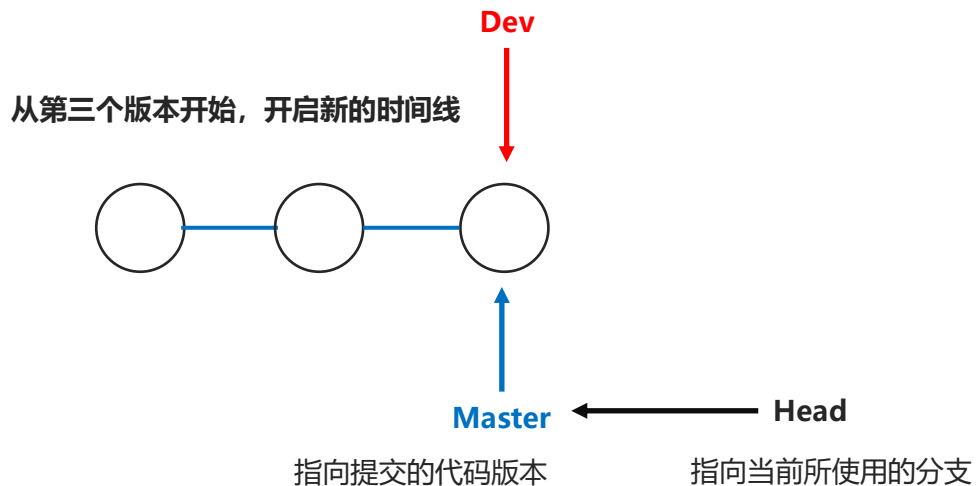 Dev
从第三个版本开始，开启新的时间线
Master
Head
指向提交的代码版本
指向当前所使用的分支